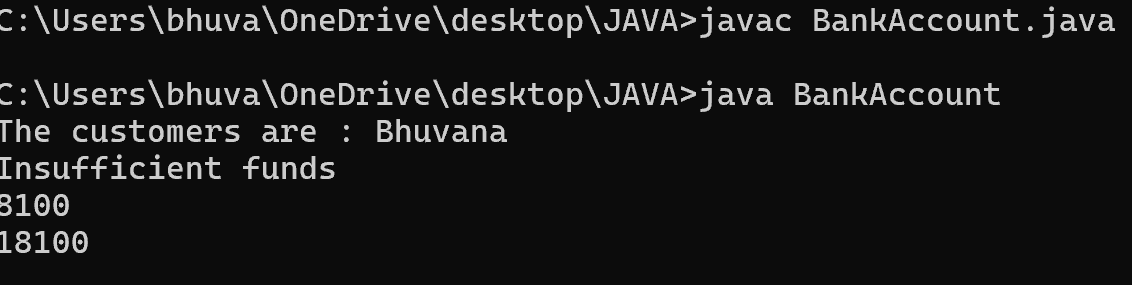 C:\Users\bhuva\OneDrive\desktop\JAVA>javac BankAccount.java
C:\Users\bhuva\OneDrive\desktop\JAVA>java BankAccount
The customers are : Bhuvana
Insufficient funds
8100
18100